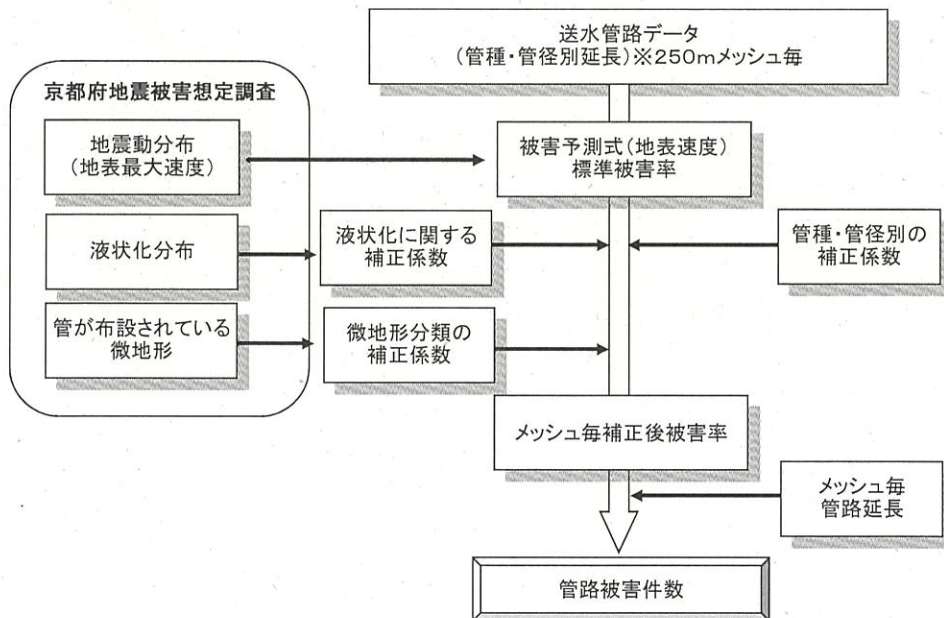 送水管路データ
(管種・管径別延長)※250mメッシュ毎
京都府地震被害想定調査
地震動分布
(地表最大速度)
被害予測式(地表速度)
標準被害率
液状化分布
液状化に関する
補正係数
管種・管径別の
補正係数
管が布設されている
微地形
微地形分類の
補正係数
メッシュ毎補正後被害率
メッシュ毎
管路延長
管路被害件数